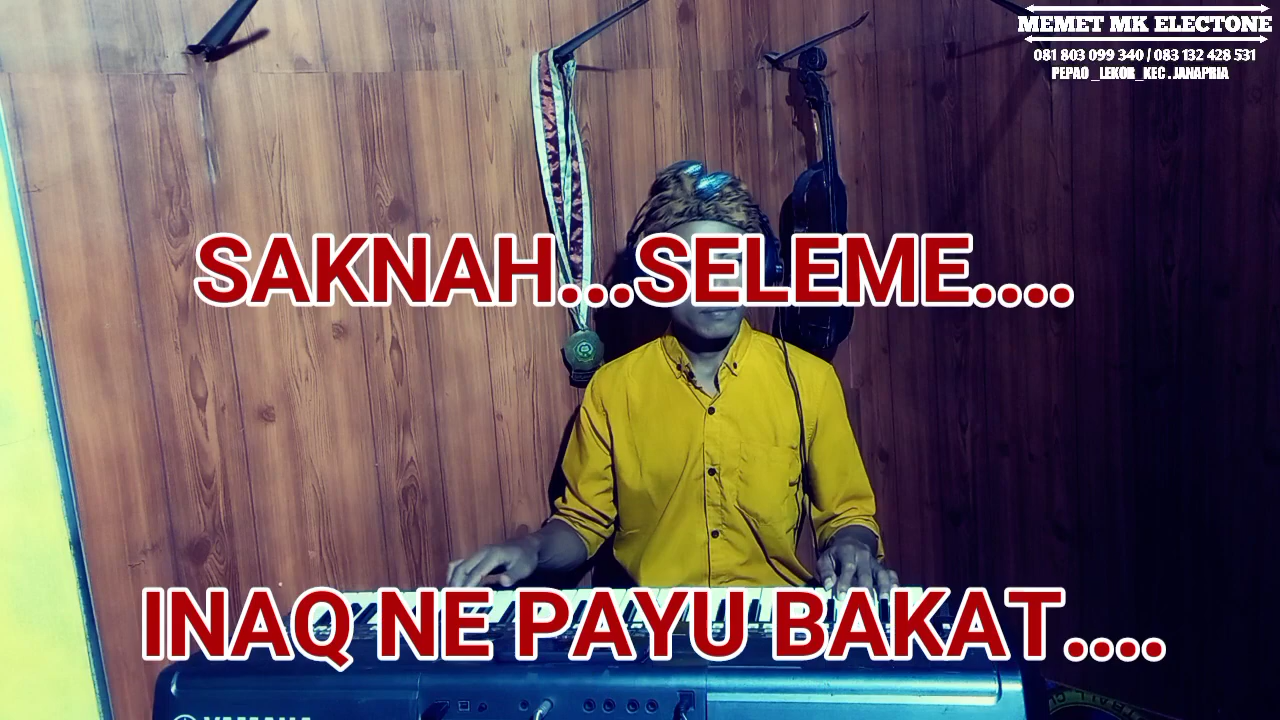 MEMET MK ELECTONE
081 803 099 340 / 083 132 428 531
PEPAO _LEKOR_KEC . JANAPRIA
SAKNAH...SELEME....
INAQ NE PAYU BAKAT....
YAMAHA